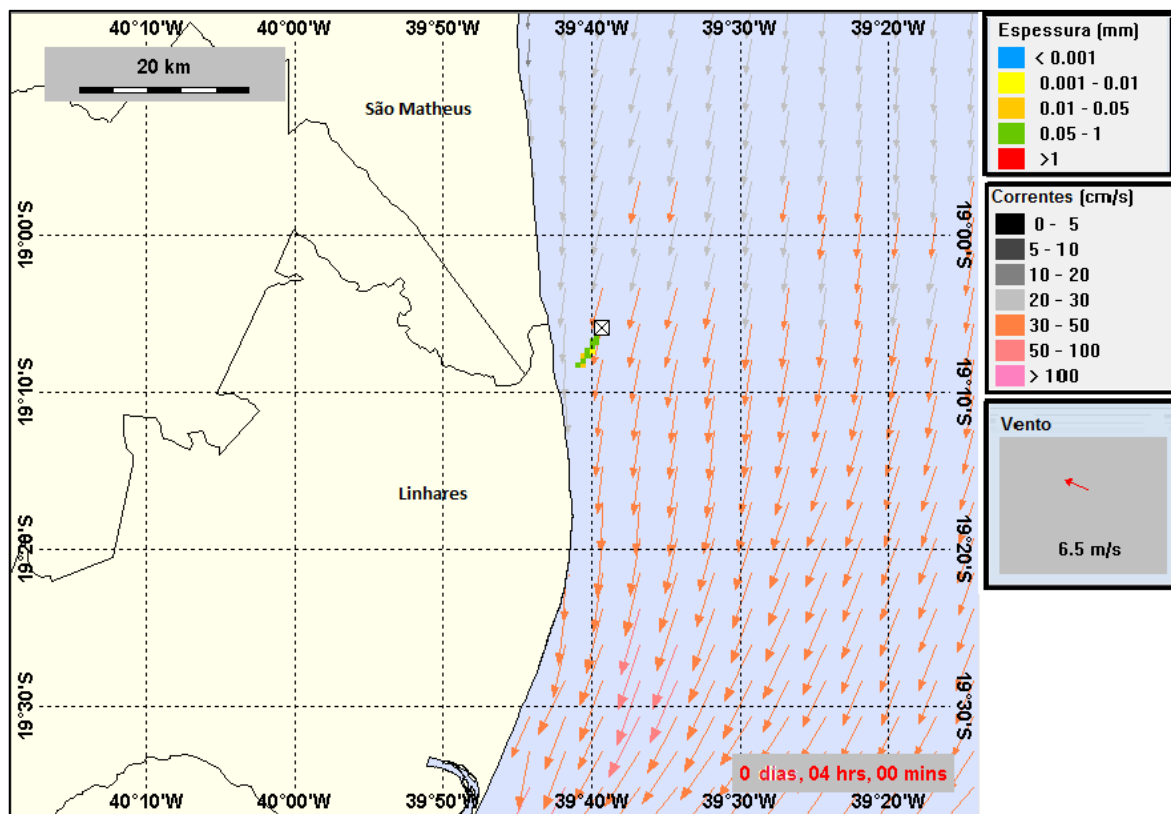 40°10'W 40°00'W 39°50'W 39°40'W 39°30'W 39°20'W
20 km
São Matheus
19°00'S 19°00'S
19°10'S 19°10'S
Linhares
19°20'S 19°20'S
19°30'S 19°30'S
0 dias, 04 hrs, 00 mins
40°10'W 40°00'W 39°50'W 39°40'W 39°30'W 39°20'W
Espessura (mm)
< 0.001
0.001 - 0.01
0.01 - 0.05
0.05 - 1
>1
Correntes (cm/s)
0 - 5
5 - 10
10 - 20
20 - 30
30 - 50
50 - 100
> 100
Vento
6.5 m/s